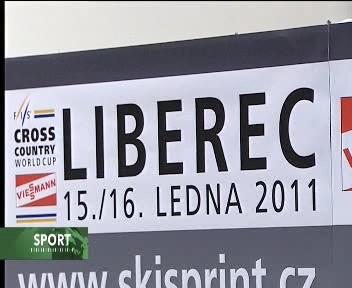 FIS
CROSS
COUNTRY
WORLD CUP
VIESSMANN
LIBEREC
15./16. LEDNA 2011
SPORT
www.skisprint.cz